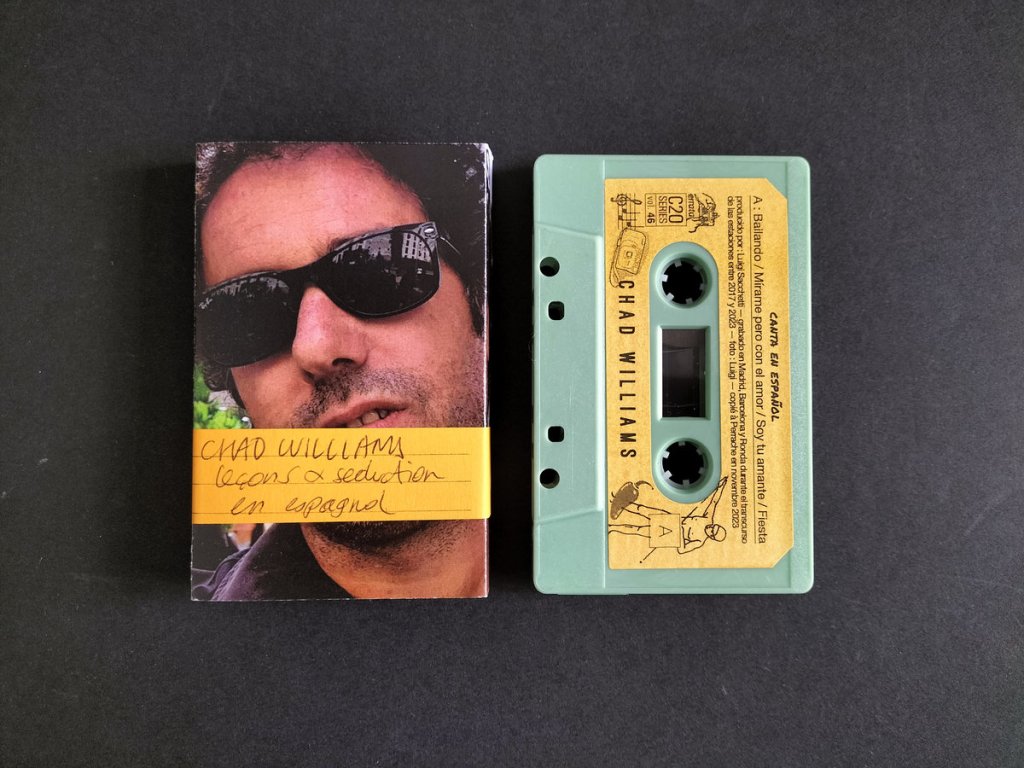 CHAD WILLIAMS
leçons & seduction
en espagnol
CANTA EN ESPAÑOL
A : Bailando / Mírame pero con el amor / Soy tu amante / Fiesta
producido por : Luigi Sacchetti — grabado en Madrid, Barcelona y Ronda durante el transcurso
de las estaciones entre 2017 y 2023 — foto : Luigi — copié à Perrache en novembre 2023
C20
SERIES
vol. 46
CHAD WILLIAMS
A